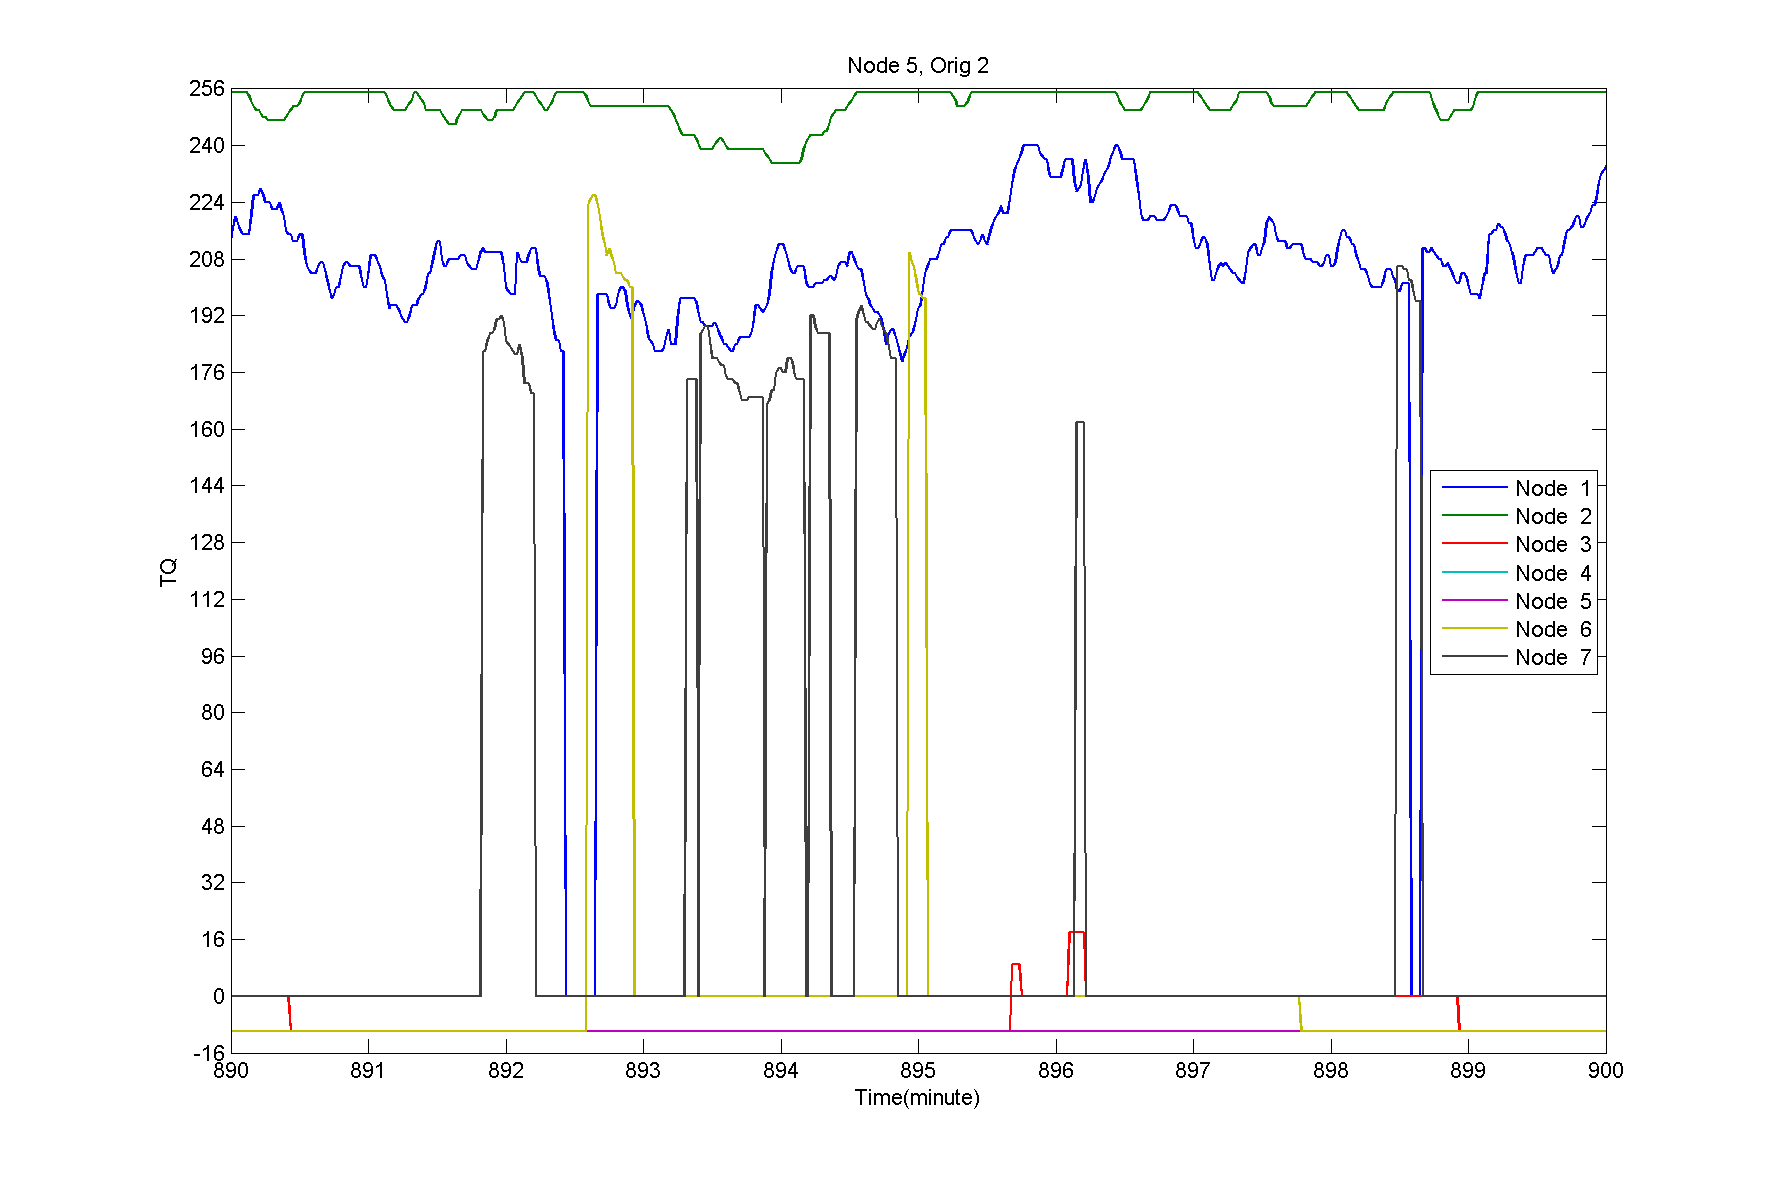 Node 5, Orig 2
256
240
224
208
192
176
160
144
128
112
96
80
64
48
32
16
0
-16
TQ
Node 1
Node 2
Node 3
Node 4
Node 5
Node 6
Node 7
890 891 892 893 894 895 896 897 898 899 900
Time(minute)